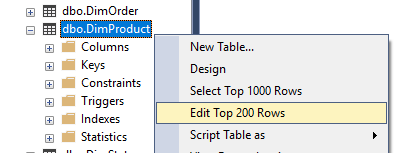 dbo.DimOrder
dbo.DimProduct
Columns
Keys
Constraints
Triggers
Indexes
Statistics
New Table...
Design
Select Top 1000 Rows
Edit Top 200 Rows
Script Table as